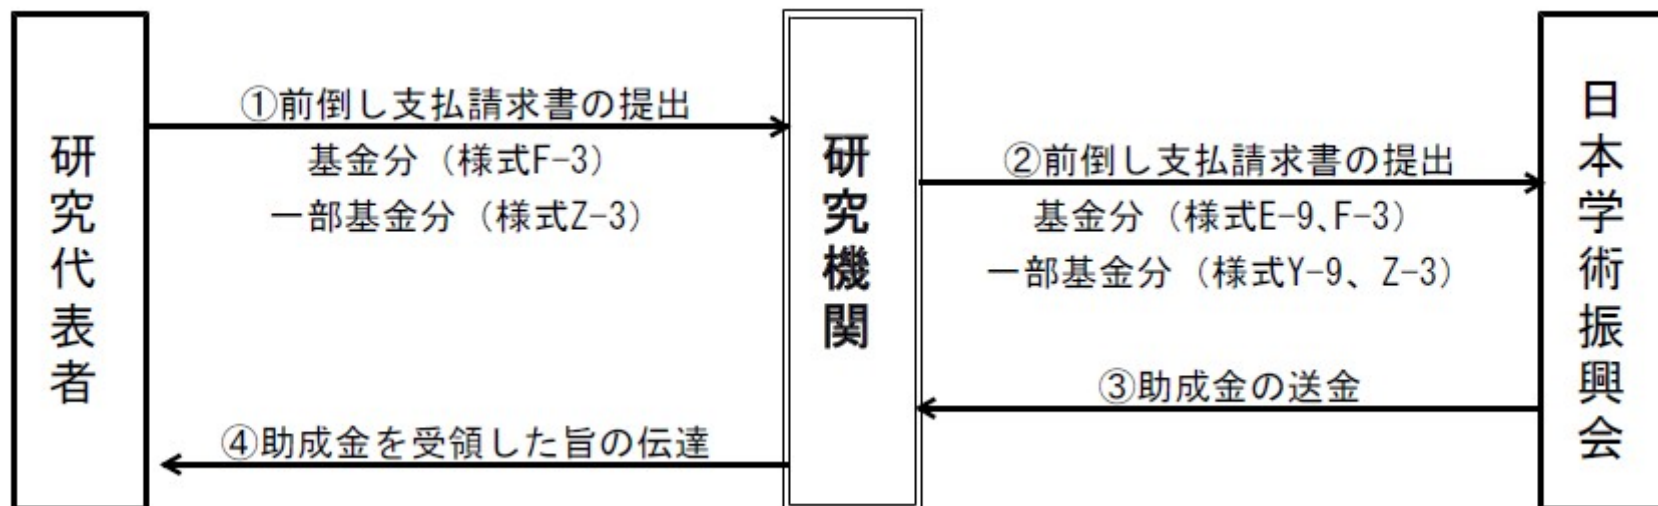 研究代表者
①前倒し支払請求書の提出
基金分（様式F-3）
一部基金分（様式Z-3）
④助成金を受領した旨の伝達
研究機関
②前倒し支払請求書の提出
基金分（様式E-9、F-3）
一部基金分（様式Y-9、Z-3）
③助成金の送金
日本学術振興会